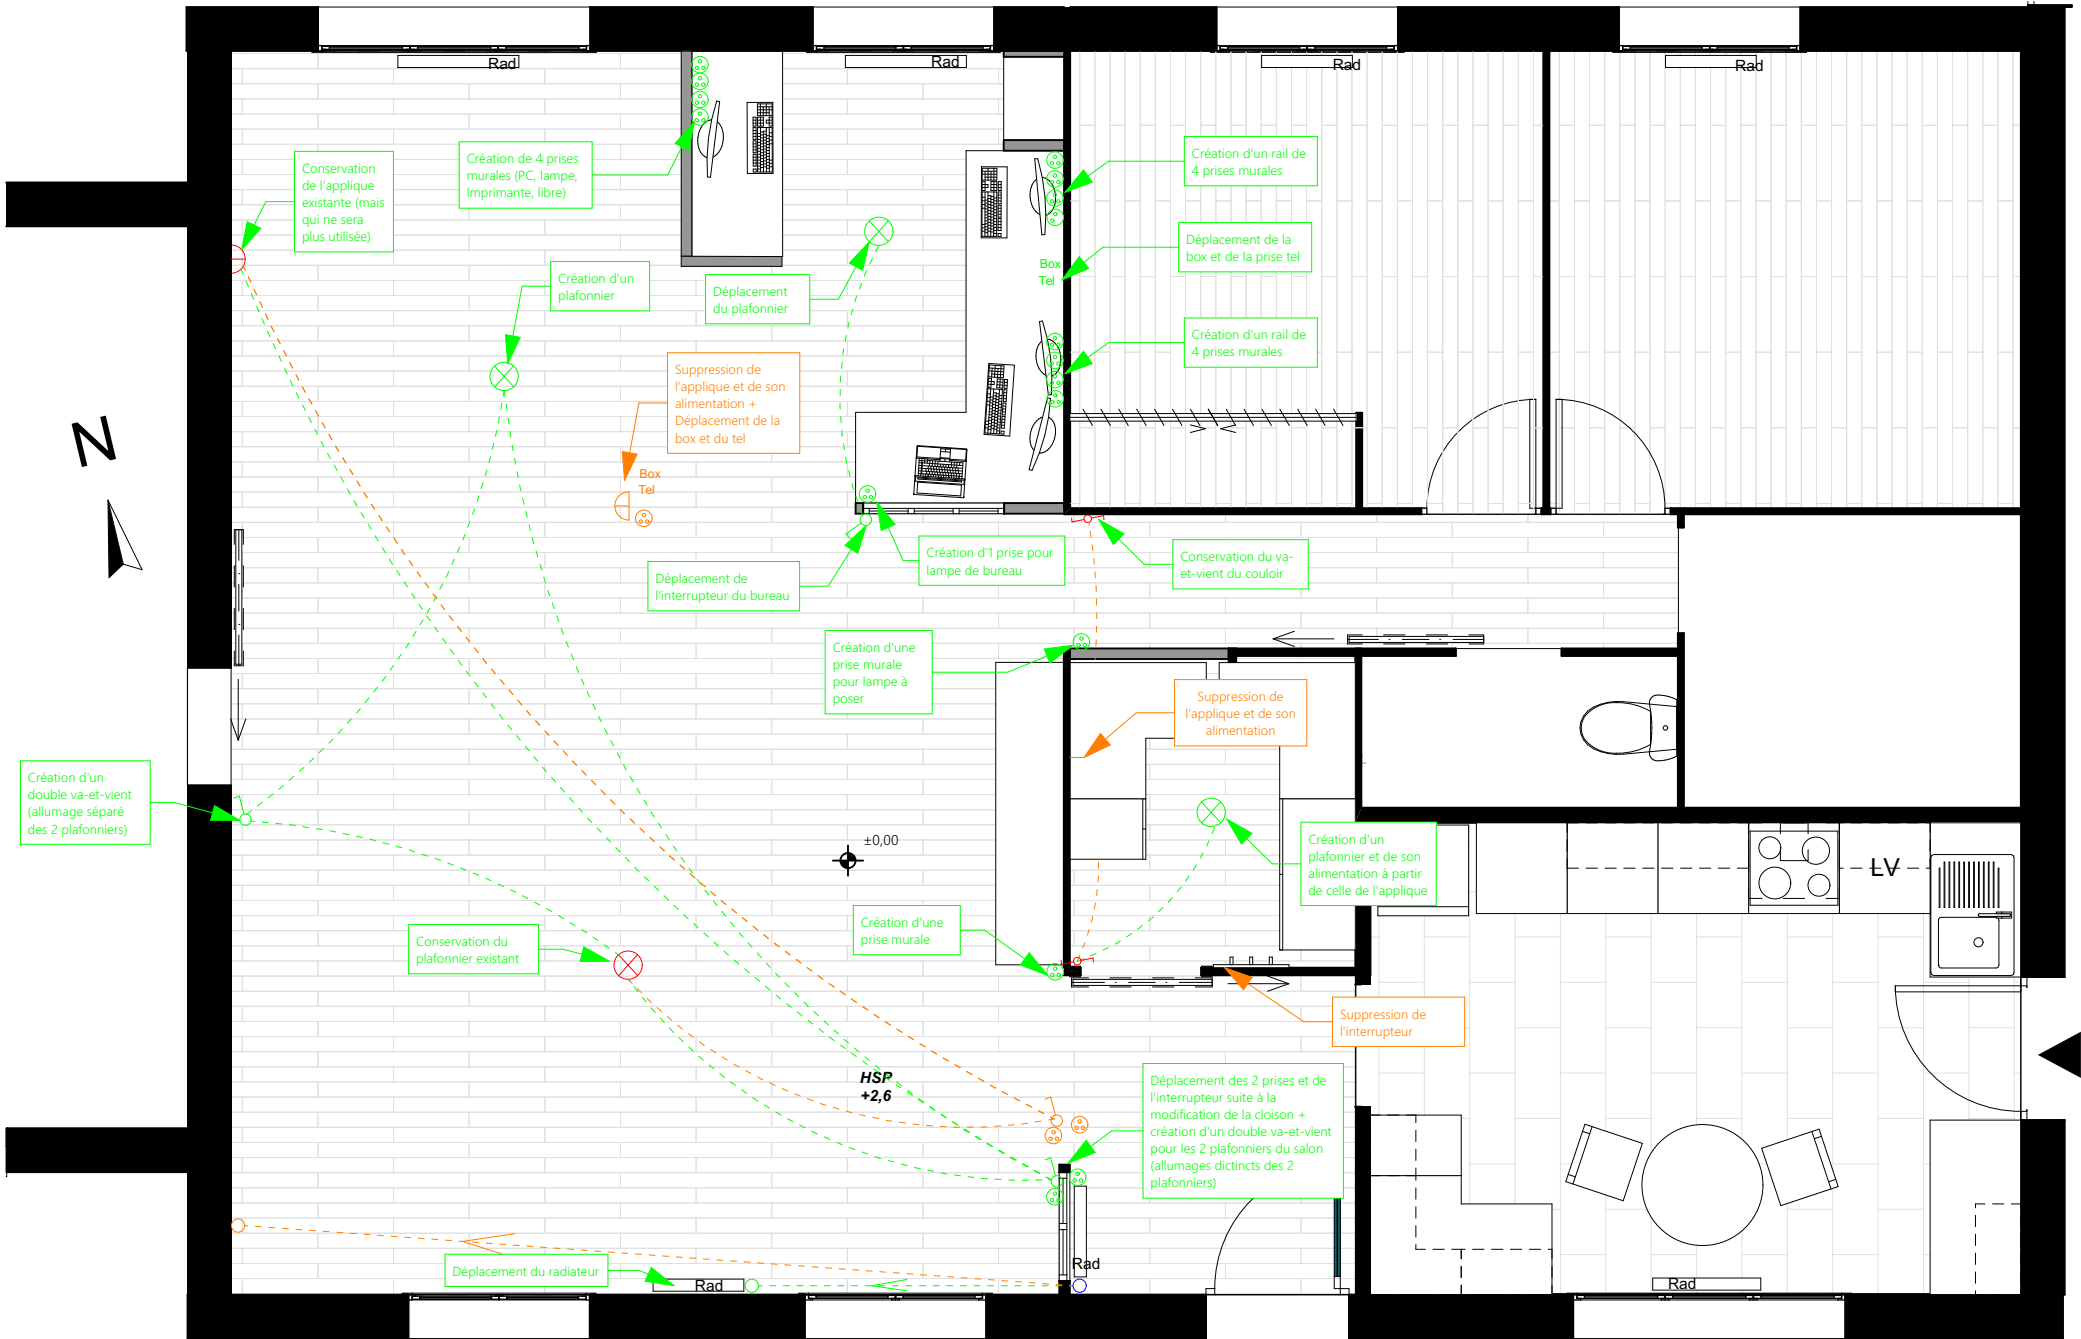 Rad
Rad
Rad
Rad
Conservation
de l'applique
existante (mais
qui ne sera
plus utilisée)
Création de 4 prises
murales (PC, lampe,
Imprimante, libre)
Création d'un rail de
4 prises murales
Déplacement de la
box et de la prise tel
Box
Tel
Création d'un
plafonnier
Déplacement
du plafonnier
Création d'un rail de
4 prises murales
Suppression de
l'applique et de son
alimentation +
Déplacement de la
box et du tel
N
Box
Tel
Création d'1 prise pour
lampe de bureau
Conservation du va-
et-vient du couloir
Déplacement de
l'interrupteur du bureau
Création d'une
prise murale
pour lampe à
poser
Suppression de
l'applique et de son
alimentation
Création d'un
double va-et-vient
(allumage séparé
des 2 plafonniers)
±0,00
Création d'un
plafonnier et de son
alimentation à partir
de celle de l'applique
LV
Création d'une
prise murale
Conservation du
plafonnier existant
Suppression de
l'interrupteur
HSP
+2,6
Déplacement des 2 prises et de
l'interrupteur suite à la
modification de la cloison +
création d'un double va-et-vient
pour les 2 plafonniers du salon
(allumages dictincts des 2
plafonniers)
Déplacement du radiateur
Rad
Rad
Rad